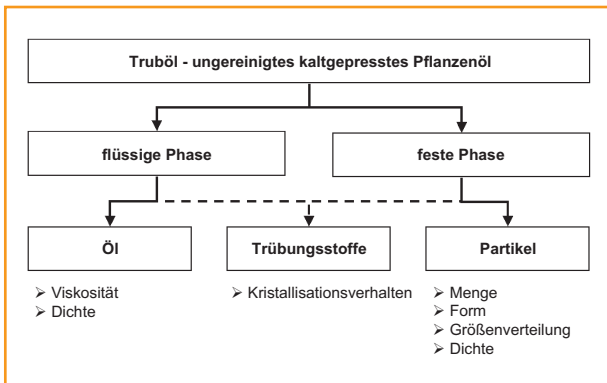 Truböl - ungereinigtes kaltgepresstes Pflanzenöl
flüssige Phase
feste Phase
Öl
Trübungsstoffe
Partikel
➢ Viskosität
➢ Dichte
➢ Kristallisationsverhalten
➢ Menge
➢ Form
➢ Größenverteilung
➢ Dichte